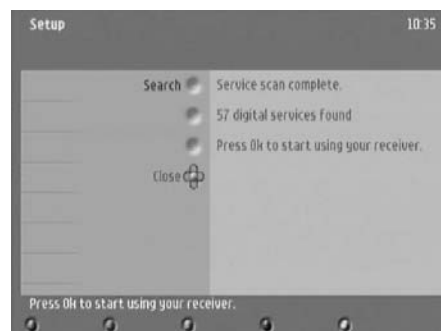 Setup 10:35
Search Service scan complete.
57 digital services found
Press Ok to start using your receiver.
Close
Press Ok to start using your receiver.